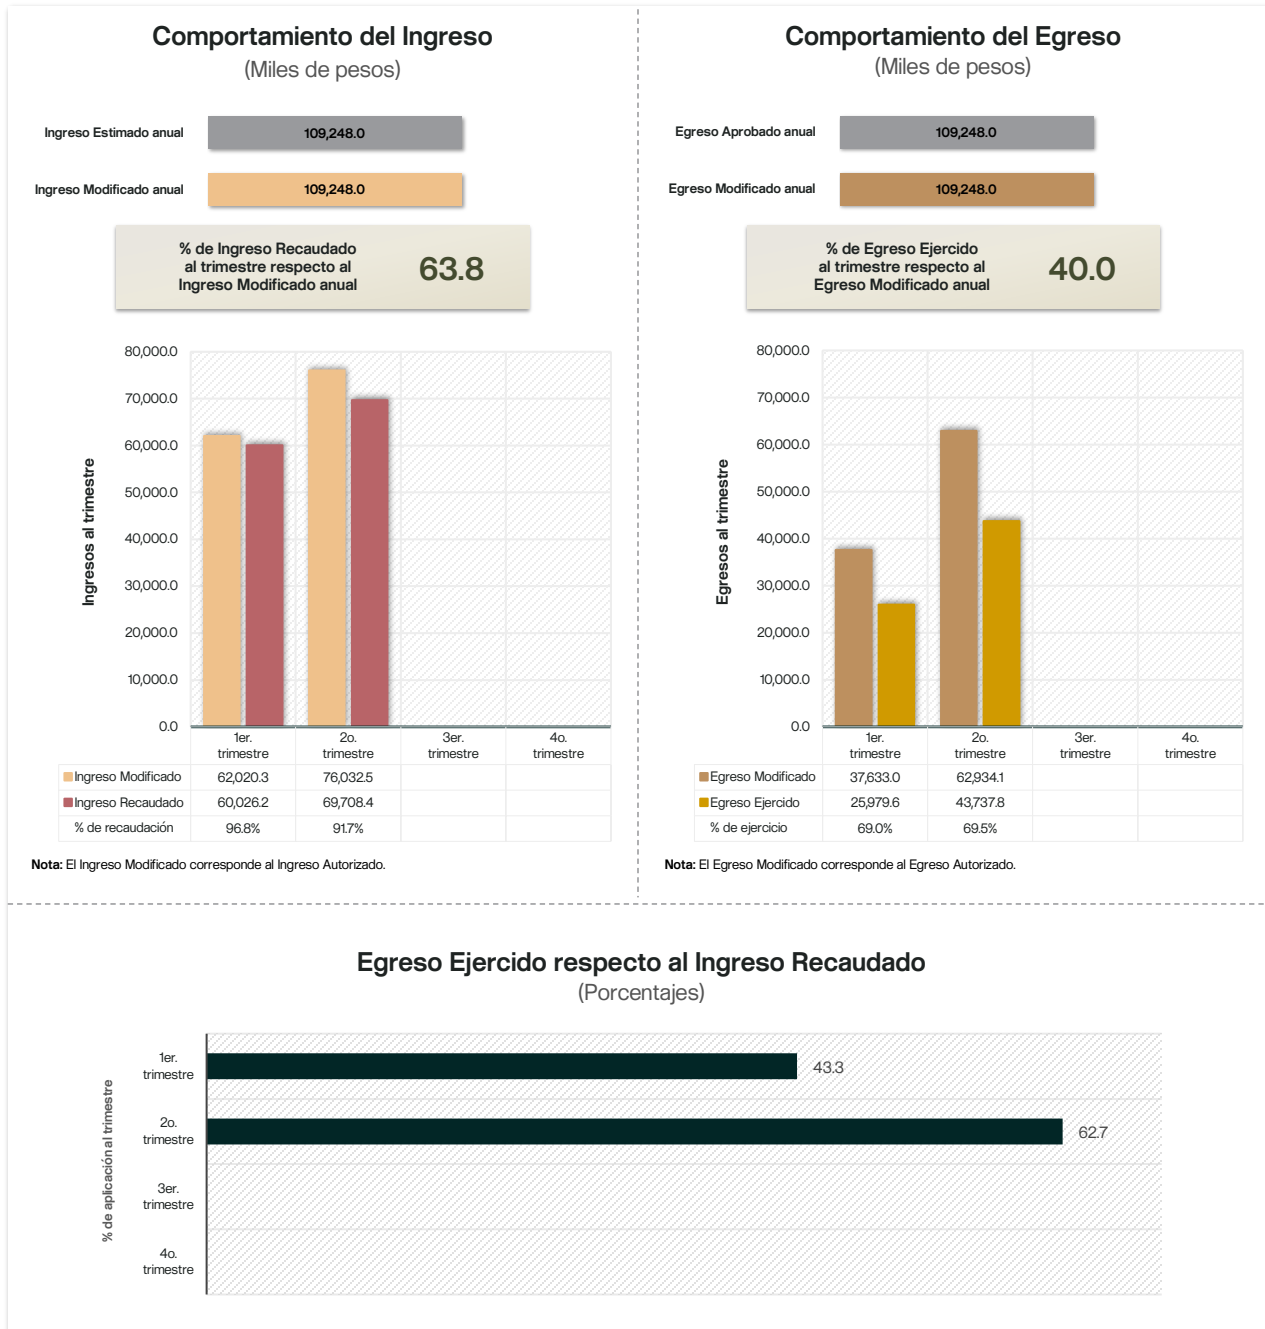 Comportamiento del Ingreso
(Miles de pesos)
Ingreso Estimado anual 109,248.0
Ingreso Modificado anual 109,248.0
% de Ingreso Recaudado
al trimestre respecto al
Ingreso Modificado anual
63.8
80,000.0
70,000.0
60,000.0
50,000.0
40,000.0
30,000.0
20,000.0
10,000.0
0.0
Ingresos al trimestre
1er. trimestre 2o. trimestre 3er. trimestre 4o. trimestre
Ingreso Modificado 62,020.3 76,032.5
Ingreso Recaudado 60,026.2 69,708.4
% de recaudación 96.8% 91.7%
Nota: El Ingreso Modificado corresponde al Ingreso Autorizado.
Comportamiento del Egreso
(Miles de pesos)
Egreso Aprobado anual 109,248.0
Egreso Modificado anual 109,248.0
% de Egreso Ejercido
al trimestre respecto al
Egreso Modificado anual
40.0
80,000.0
70,000.0
60,000.0
50,000.0
40,000.0
30,000.0
20,000.0
10,000.0
0.0
Egresos al trimestre
1er. trimestre 2o. trimestre 3er. trimestre 4o. trimestre
Egreso Modificado 37,633.0 62,934.1
Egreso Ejercido 25,979.6 43,737.8
% de ejercicio 69.0% 69.5%
Nota: El Egreso Modificado corresponde al Egreso Autorizado.
Egreso Ejercido respecto al Ingreso Recaudado
(Porcentajes)
% de aplicación al trimestre
1er.
trimestre
43.3
2o.
trimestre
62.7
3er.
trimestre
4o.
trimestre